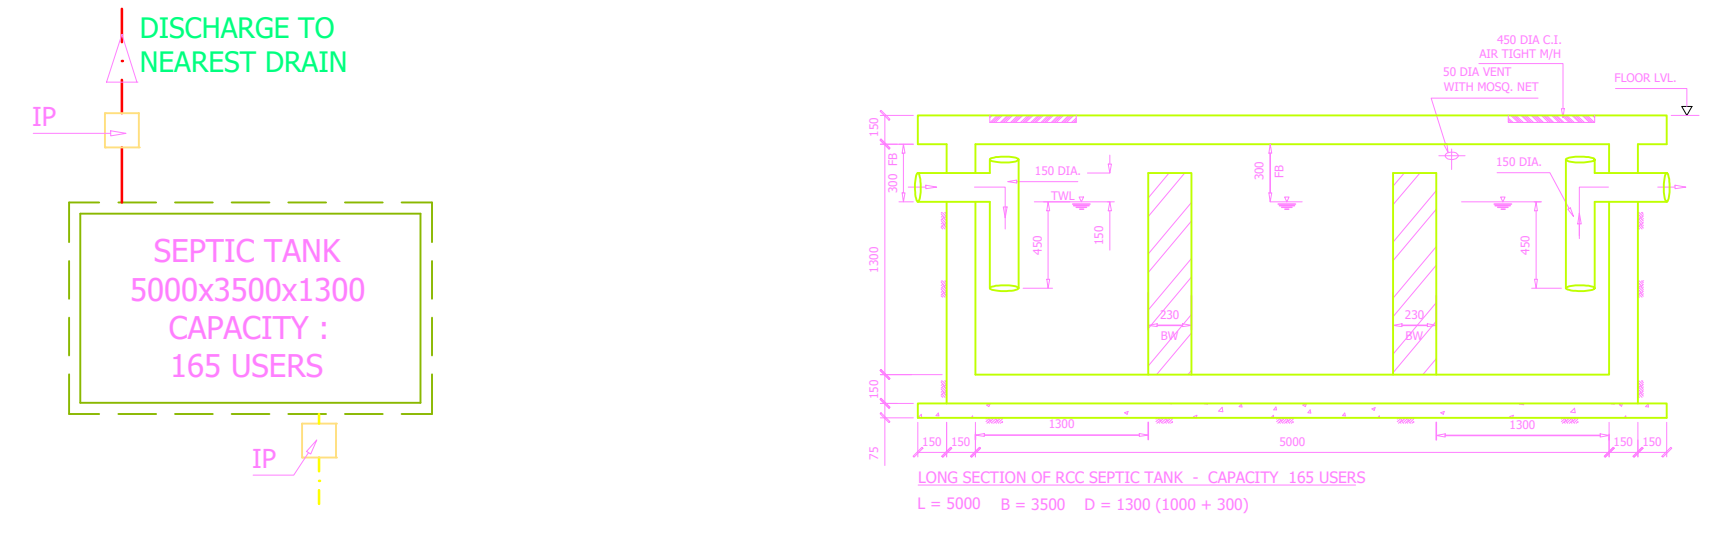 DISCHARGE TO
NEAREST DRAIN
IP
SEPTIC TANK
5000x3500x1300
CAPACITY :
165 USERS
IP
450 DIA C.I.
AIR TIGHT M/H
50 DIA VENT
WITH MOSQ. NET
FLOOR LVL.
150
300 FB
150 DIA.
TWL
150
450
300
FB
150 DIA.
450
1300
230
BW
230
BW
150
75
1300
1300
150
150
5000
150
150
LONG SECTION OF RCC SEPTIC TANK - CAPACITY 165 USERS
L = 5000 B = 3500 D = 1300 (1000 + 300)